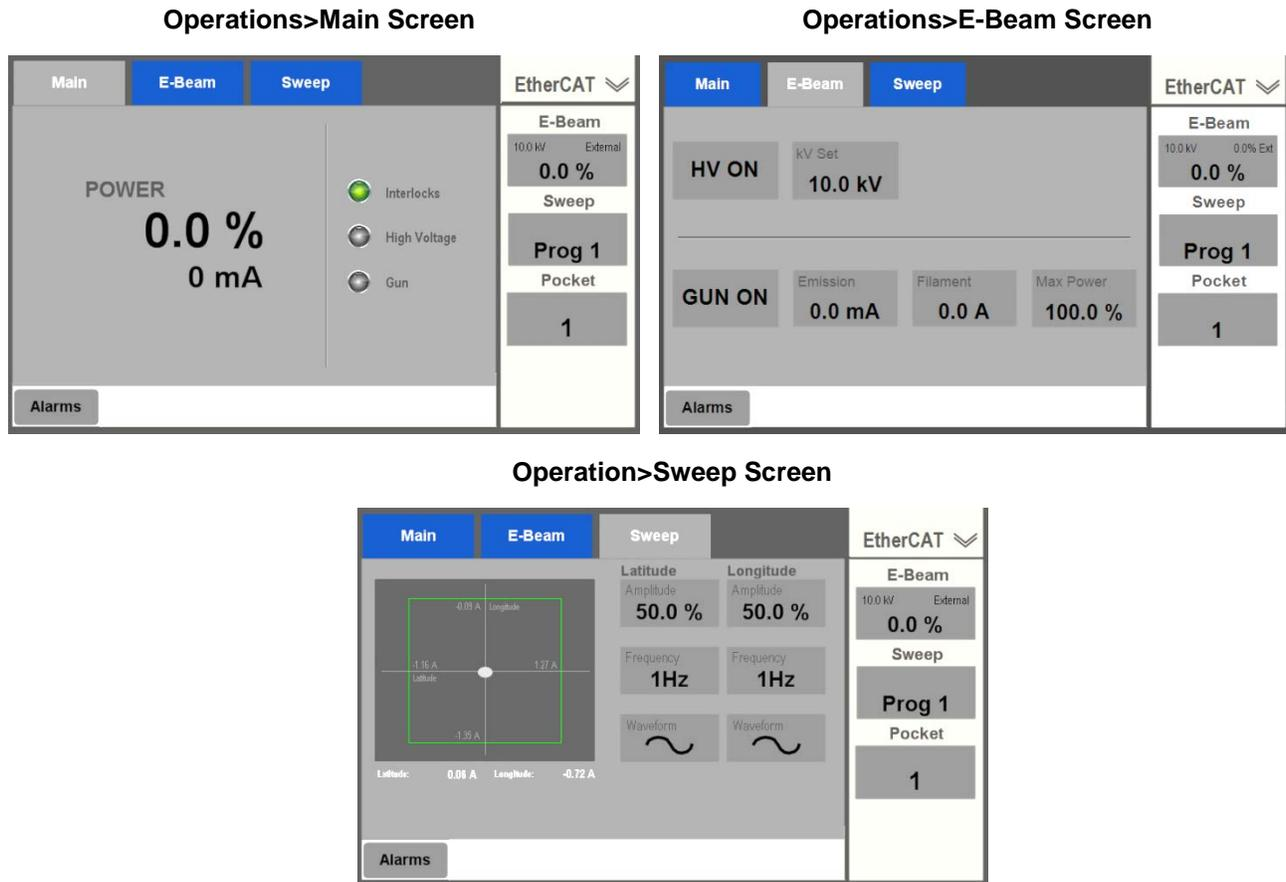 Operations>Main Screen
Operations>E-Beam Screen
Main E-Beam Sweep
EtherCAT
E-Beam
10.0 kV External
0.0 %
Sweep
Prog 1
Pocket
1
POWER
0.0 %
0 mA
Interlocks
High Voltage
Gun
Alarms
Main E-Beam Sweep
EtherCAT
E-Beam
10.0 kV 0.0% Ext
0.0 %
Sweep
Prog 1
Pocket
1
HV ON
kV Set
10.0 kV
GUN ON
Emission
0.0 mA
Filament
0.0 A
Max Power
100.0 %
Alarms
Operation>Sweep Screen
Main E-Beam Sweep
EtherCAT
E-Beam
10.0 kV External
0.0 %
Sweep
Prog 1
Pocket
1
-0.09 A Longitude
-1.16 A 1.27 A
Latitude
-1.35 A
Latitude: 0.06 A Longitude: -0.72 A
Latitude Longitude
Amplitude Amplitude
50.0 % 50.0 %
Frequency Frequency
1Hz 1Hz
Waveform Waveform
Alarms